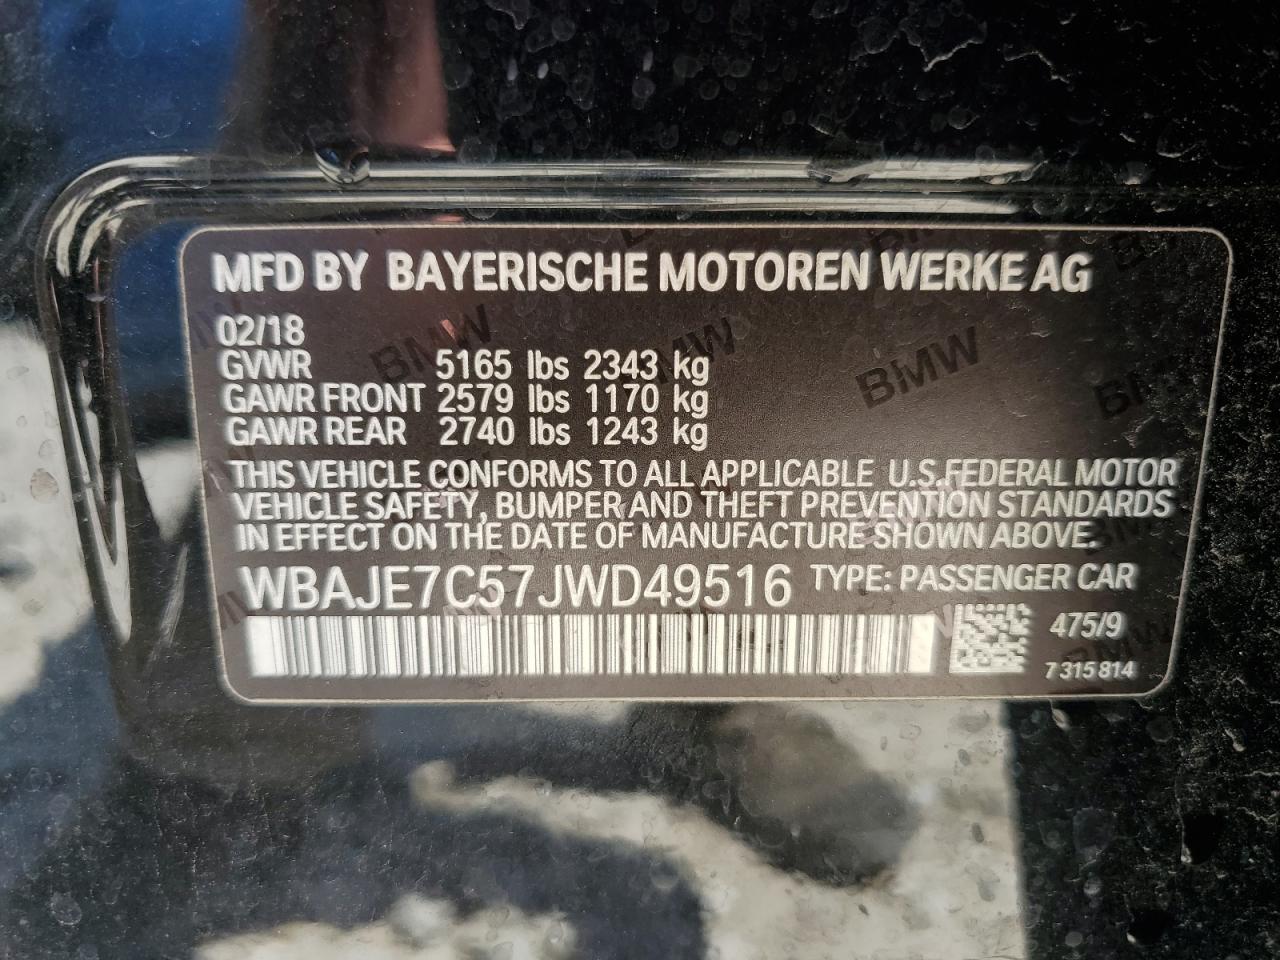 MFD BY BAYERISCHE MOTOREN WERKE AG
02/18
GVWR 5165 lbs 2343 kg
GAWR FRONT 2579 lbs 1170 kg
GAWR REAR 2740 lbs 1243 kg
THIS VEHICLE CONFORMS TO ALL APPLICABLE U.S.FEDERAL MOTOR
VEHICLE SAFETY, BUMPER AND THEFT PREVENTION STANDARDS
IN EFFECT ON THE DATE OF MANUFACTURE SHOWN ABOVE.
WBAJE7C57JWD49516 TYPE: PASSENGER CAR
475/9
7 315 814
BMW
BMW
BMW